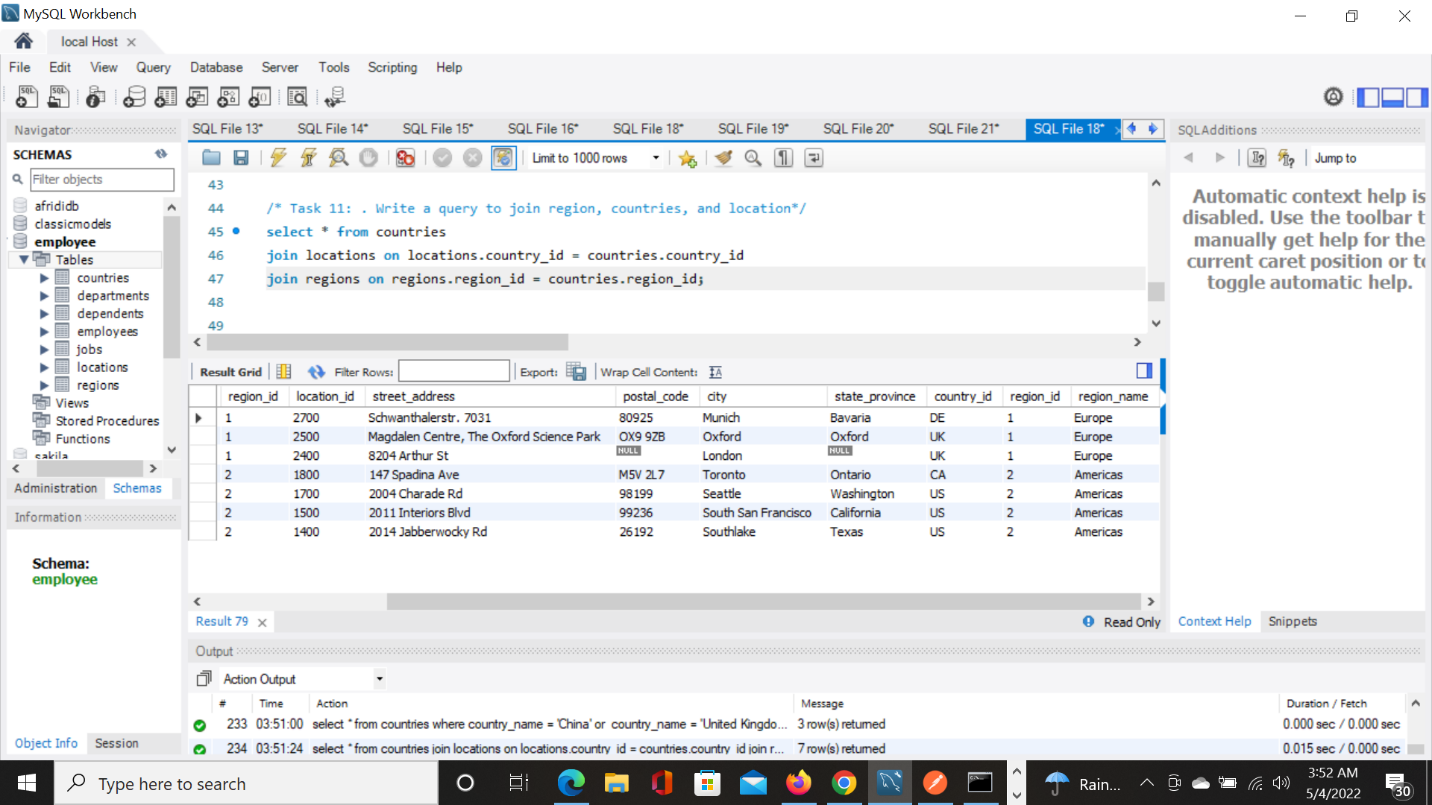 MySQL Workbench
local Host
File Edit View Query Database Server Tools Scripting Help
Navigator
SCHEMAS
Filter objects
afrididb
classicmodels
employee
Tables
countries
departments
dependents
employees
jobs
locations
regions
Views
Stored Procedures
Functions
sakila
Administration Schemas
Information
Schema:
employee
Object Info Session
SQL File 13* SQL File 14* SQL File 15* SQL File 16* SQL File 18* SQL File 19* SQL File 20* SQL File 21* SQL File 18*
Limit to 1000 rows
43
44 /* Task 11: . Write a query to join region, countries, and location*/
45 select * from countries
46 join locations on locations.country_id = countries.country_id
47 join regions on regions.region_id = countries.region_id;
48
49
Result Grid Filter Rows: Export: Wrap Cell Content:
region_id location_id street_address postal_code city state_province country_id region_id region_name
1 2700 Schwanthalerstr. 7031 80925 Munich Bavaria DE 1 Europe
1 2500 Magdalen Centre, The Oxford Science Park OX9 9ZB Oxford Oxford UK 1 Europe
1 2400 8204 Arthur St NULL London NULL UK 1 Europe
2 1800 147 Spadina Ave M5V 2L7 Toronto Ontario CA 2 Americas
2 1700 2004 Charade Rd 98199 Seattle Washington US 2 Americas
2 1500 2011 Interiors Blvd 99236 South San Francisco California US 2 Americas
2 1400 2014 Jabberwocky Rd 26192 Southlake Texas US 2 Americas
Result 79
Read Only
Output
Action Output
# Time Action Message Duration / Fetch
233 03:51:00 select * from countries where country_name = 'China' or country_name = 'United Kingdo... 3 row(s) returned 0.000 sec / 0.000 sec
234 03:51:24 select * from countries join locations on locations.country_id = countries.country_id join r... 7 row(s) returned 0.015 sec / 0.000 sec
SQLAdditions
Jump to
Automatic context help is
disabled. Use the toolbar t
manually get help for the
current caret position or to
toggle automatic help.
Context Help Snippets
Type here to search
Rain...
3:52 AM
5/4/2022
30